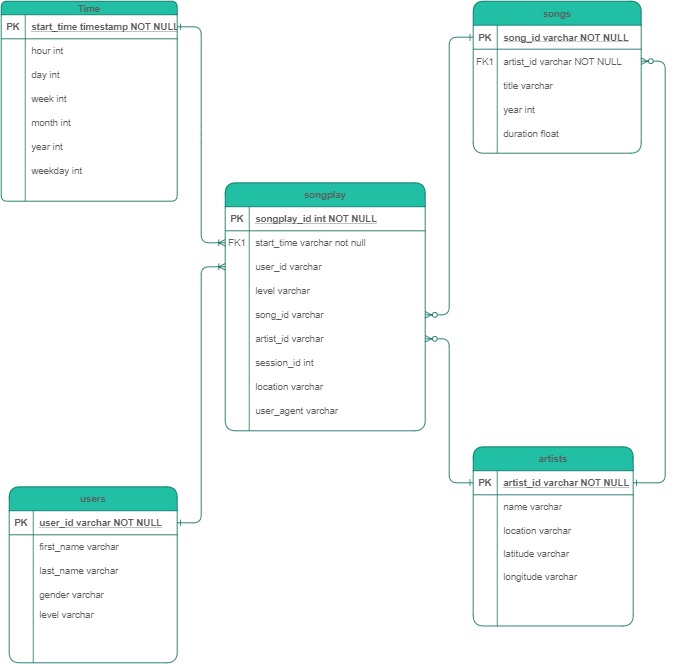 Time
PK start_time timestamp NOT NULL
hour int
day int
week int
month int
year int
weekday int
songs
PK song_id varchar NOT NULL
FK1 artist_id varchar NOT NULL
title varchar
year int
duration float
songplay
PK songplay_id int NOT NULL
FK1 start_time varchar not null
user_id varchar
level varchar
song_id varchar
artist_id varchar
session_id int
location varchar
user_agent varchar
users
PK user_id varchar NOT NULL
first_name varchar
last_name varchar
gender varchar
level varchar
artists
PK artist_id varchar NOT NULL
name varchar
location varchar
latitude varchar
longitude varchar